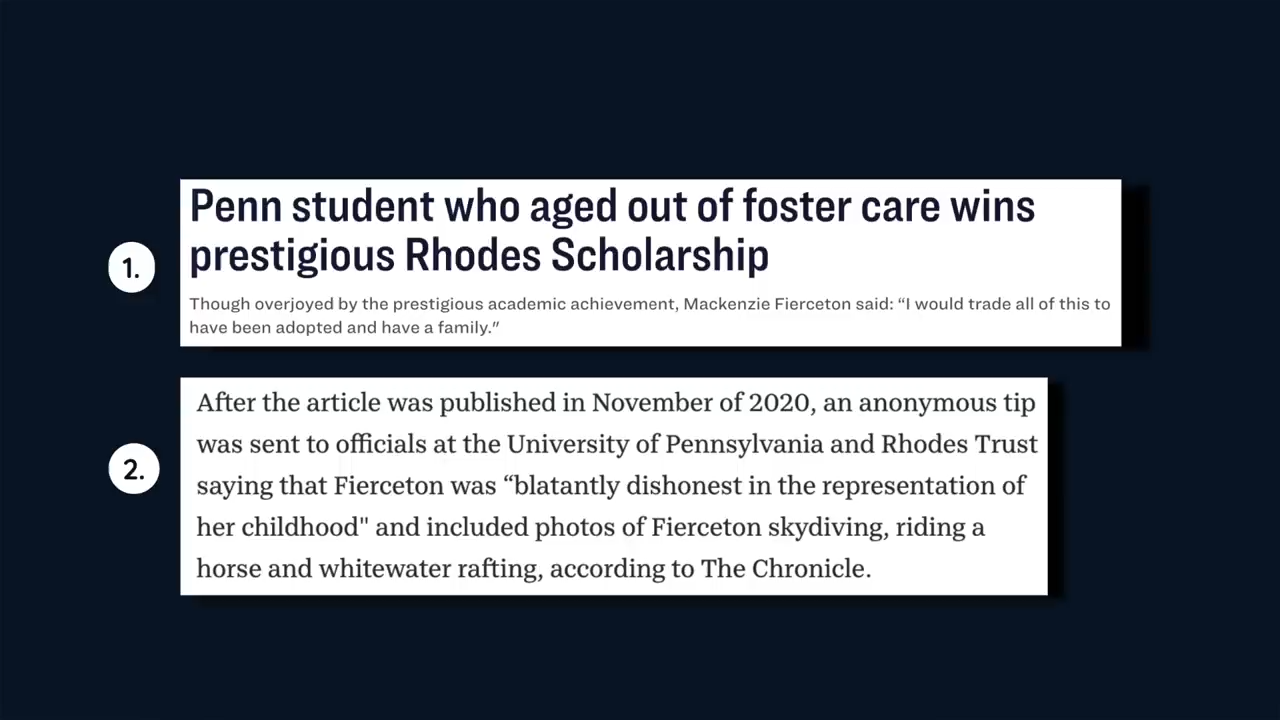 1.
Penn student who aged out of foster care wins
prestigious Rhodes Scholarship
Though overjoyed by the prestigious academic achievement, Mackenzie Fierceton said: “I would trade all of this to
have been adopted and have a family.”
2.
After the article was published in November of 2020, an anonymous tip
was sent to officials at the University of Pennsylvania and Rhodes Trust
saying that Fierceton was “blatantly dishonest in the representation of
her childhood" and included photos of Fierceton skydiving, riding a
horse and whitewater rafting, according to The Chronicle.